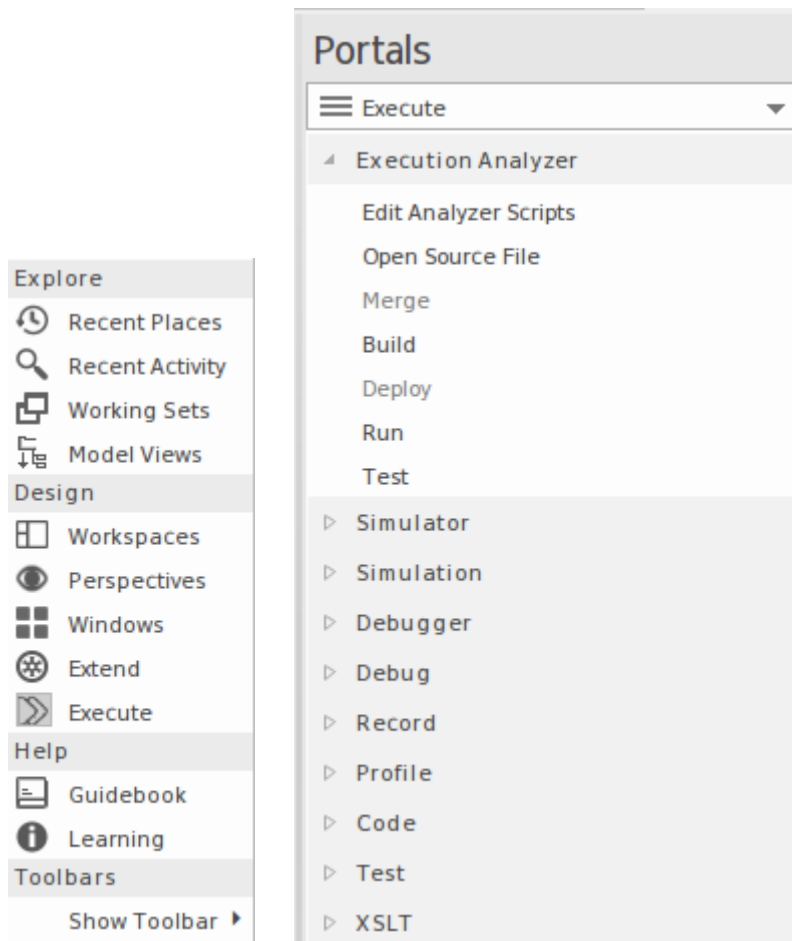 Explore
Recent Places
Recent Activity
Working Sets
Model Views
Design
Workspaces
Perspectives
Windows
Extend
Execute
Help
Guidebook
Learning
Toolbars
Show Toolbar
Portals
Execute
Execution Analyzer
Edit Analyzer Scripts
Open Source File
Merge
Build
Deploy
Run
Test
Simulator
Simulation
Debugger
Debug
Record
Profile
Code
Test
XSLT